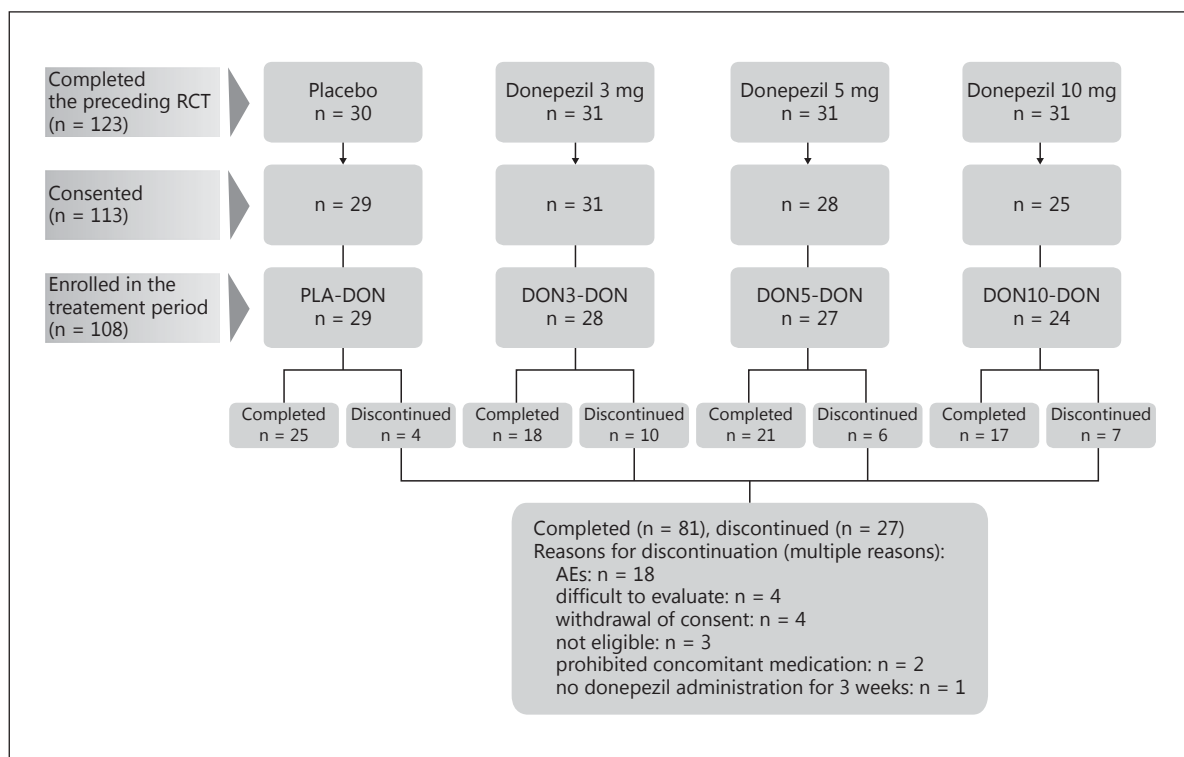 Completed
the preceding RCT
(n = 123)
Placebo
n = 30
Donepezil 3 mg
n = 31
Donepezil 5 mg
n = 31
Donepezil 10 mg
n = 31
Consented
(n = 113)
n = 29
n = 31
n = 28
n = 25
Enrolled in the
treatement period
(n = 108)
PLA-DON
n = 29
DON3-DON
n = 28
DON5-DON
n = 27
DON10-DON
n = 24
Completed
n = 25
Discontinued
n = 4
Completed
n = 18
Discontinued
n = 10
Completed
n = 21
Discontinued
n = 6
Completed
n = 17
Discontinued
n = 7
Completed (n = 81), discontinued (n = 27)
Reasons for discontinuation (multiple reasons):
AEs: n = 18
difficult to evaluate: n = 4
withdrawal of consent: n = 4
not eligible: n = 3
prohibited concomitant medication: n = 2
no donepezil administration for 3 weeks: n = 1